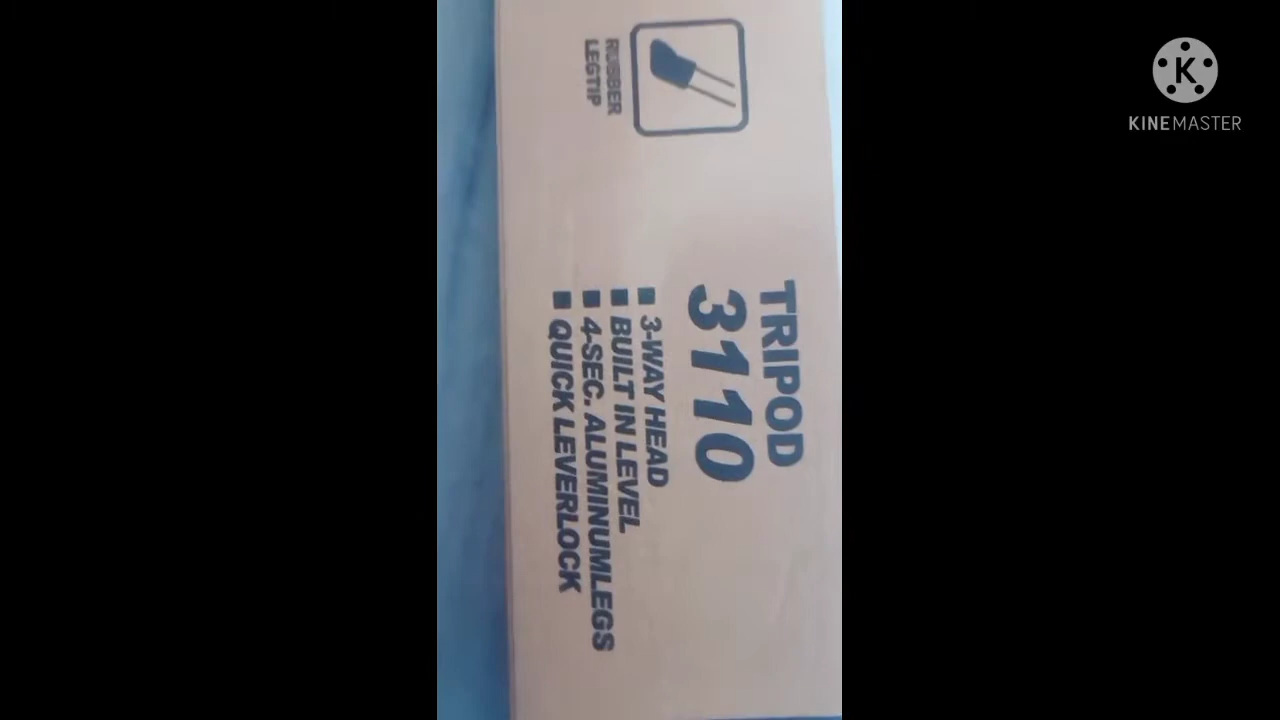 TRIPOD
3110
■ 3-WAY HEAD
■ BUILT IN LEVEL
■ 4-SEC. ALUMINUMLEGS
■ QUICK LEVERLOCK
RUBBER
LEGTIP
K
KINEMASTER